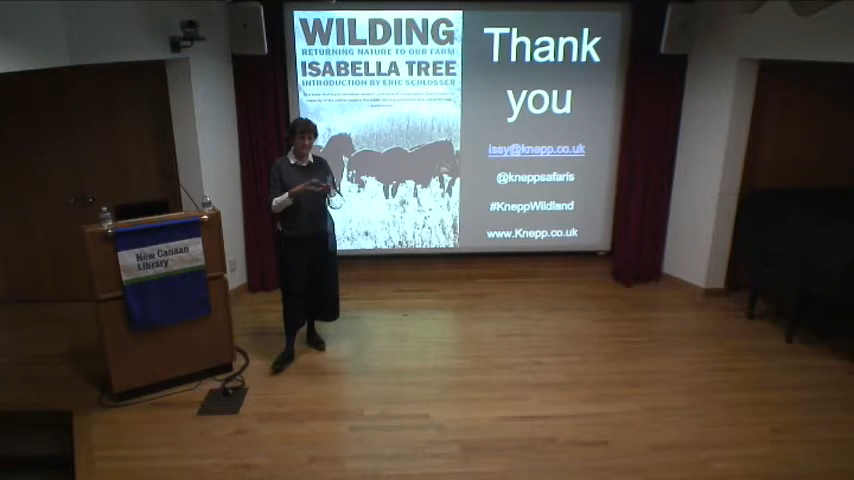 WILDING
RETURNING NATURE TO OUR FARM
ISABELLA TREE
INTRODUCTION BY ERIC SCHLOSSER
Thank
you
issy@knepp.co.uk
@kneppsafaris
#KneppWildland
www.Knepp.co.uk
New Canaan
Library